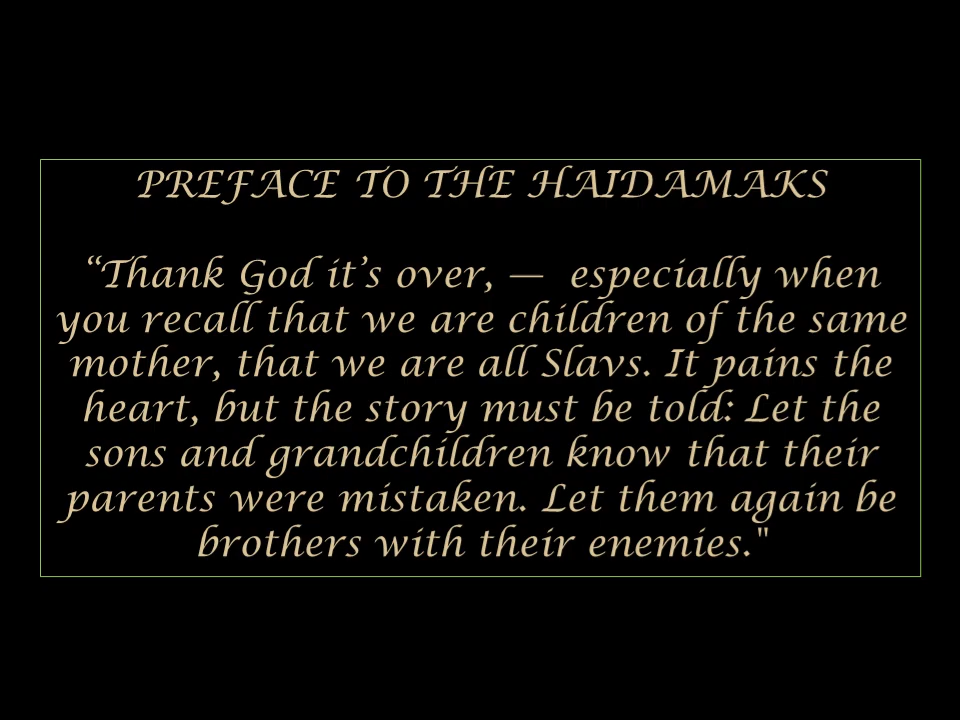 PREFACE TO THE HAIDAMAKS
“Thank God it’s over, — especially when
you recall that we are children of the same
mother, that we are all Slavs. It pains the
heart, but the story must be told: Let the
sons and grandchildren know that their
parents were mistaken. Let them again be
brothers with their enemies."